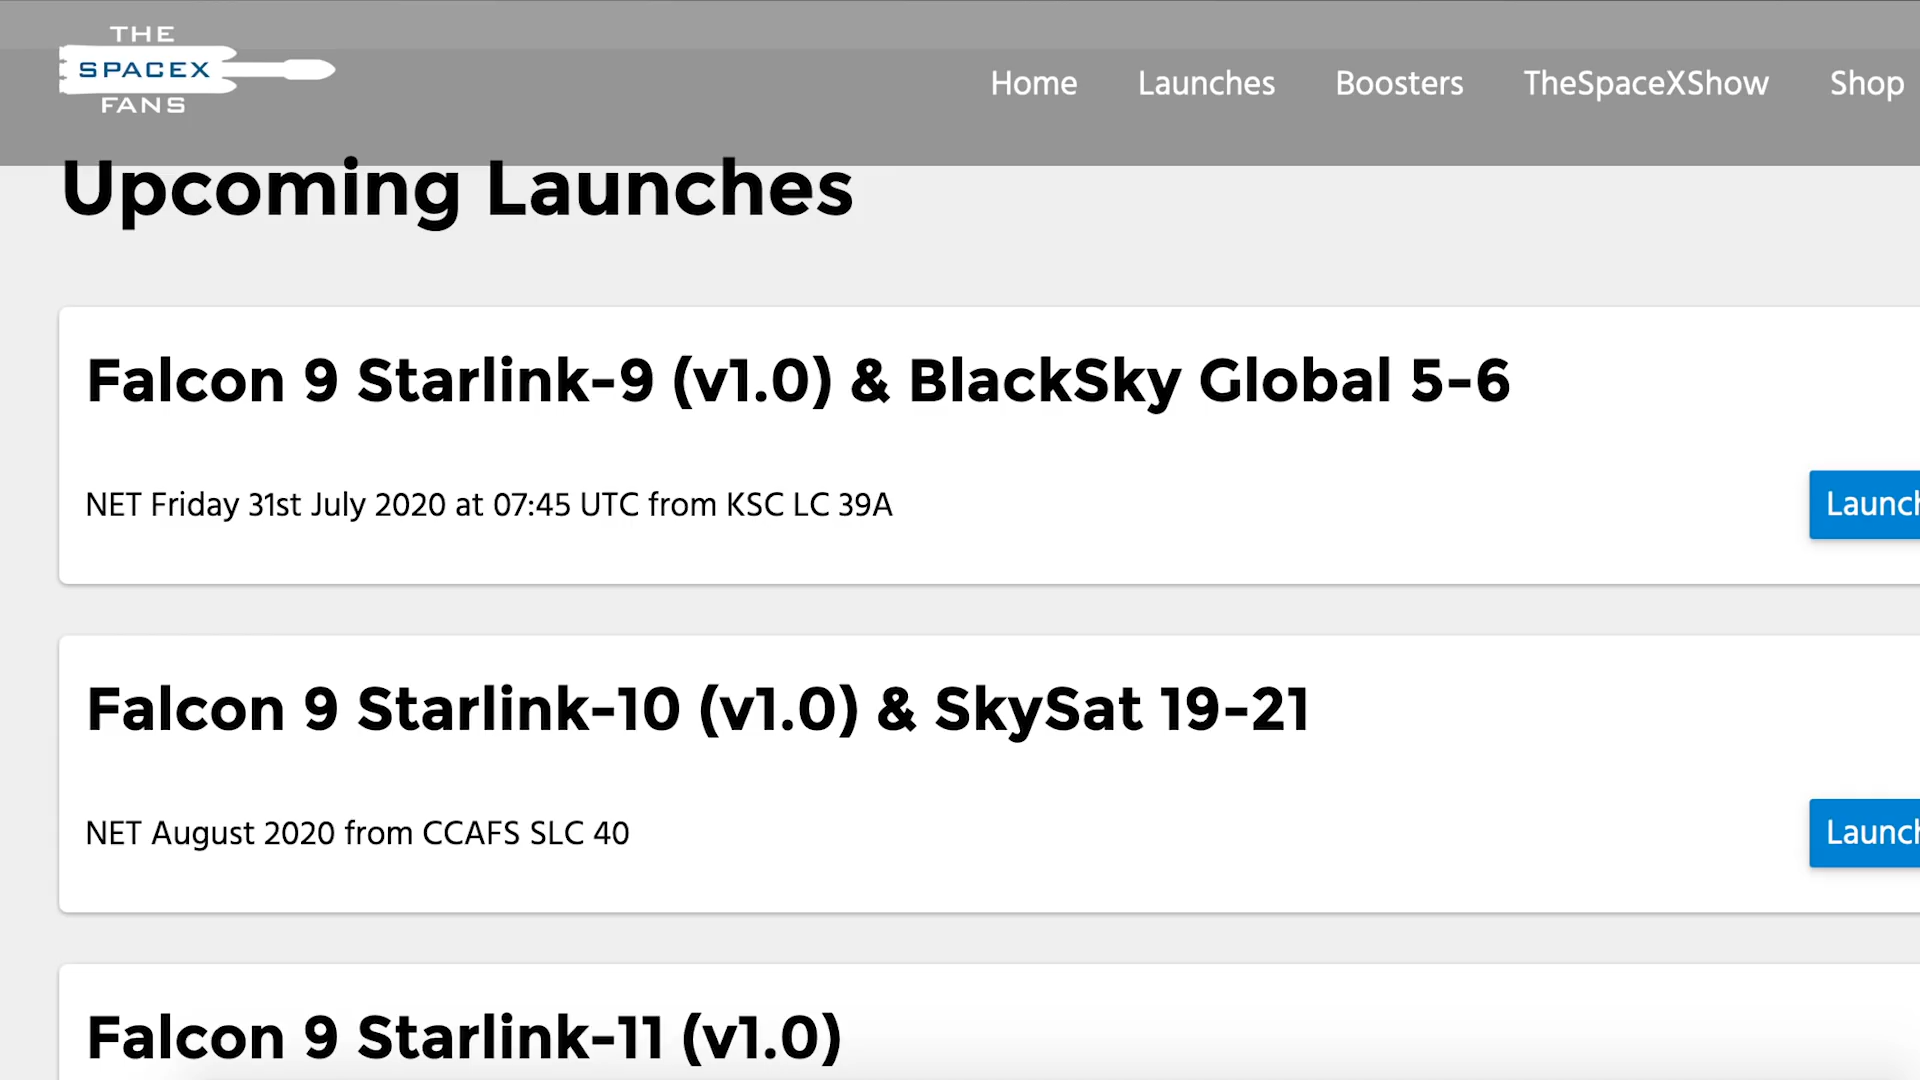 THE
SPACEX
FANS
Home Launches Boosters TheSpaceXShow Shop
Upcoming Launches
Falcon 9 Starlink-9 (v1.0) & BlackSky Global 5-6
NET Friday 31st July 2020 at 07:45 UTC from KSC LC 39A
Launch
Falcon 9 Starlink-10 (v1.0) & SkySat 19-21
NET August 2020 from CCAFS SLC 40
Launch
Falcon 9 Starlink-11 (v1.0)